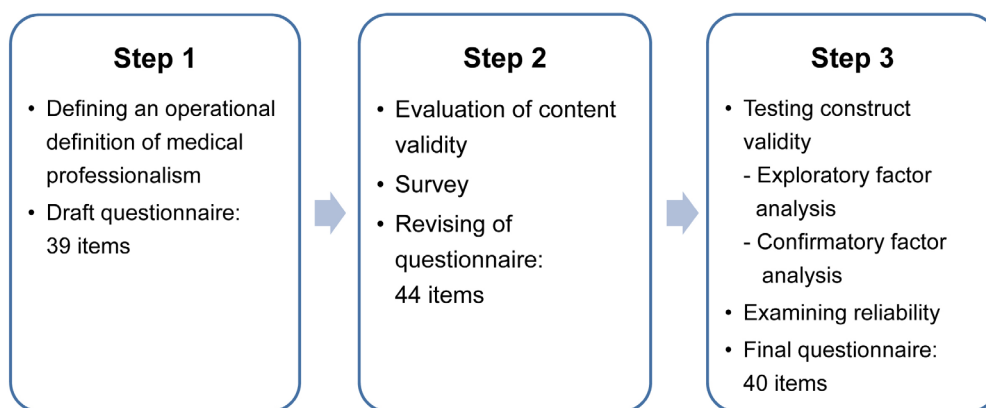 Step 1
• Defining an operational
definition of medical
professionalism
• Draft questionnaire:
39 items
Step 2
• Evaluation of content
validity
• Survey
• Revising of
questionnaire:
44 items
Step 3
• Testing construct
validity
- Exploratory factor
analysis
- Confirmatory factor
analysis
• Examining reliability
• Final questionnaire:
40 items